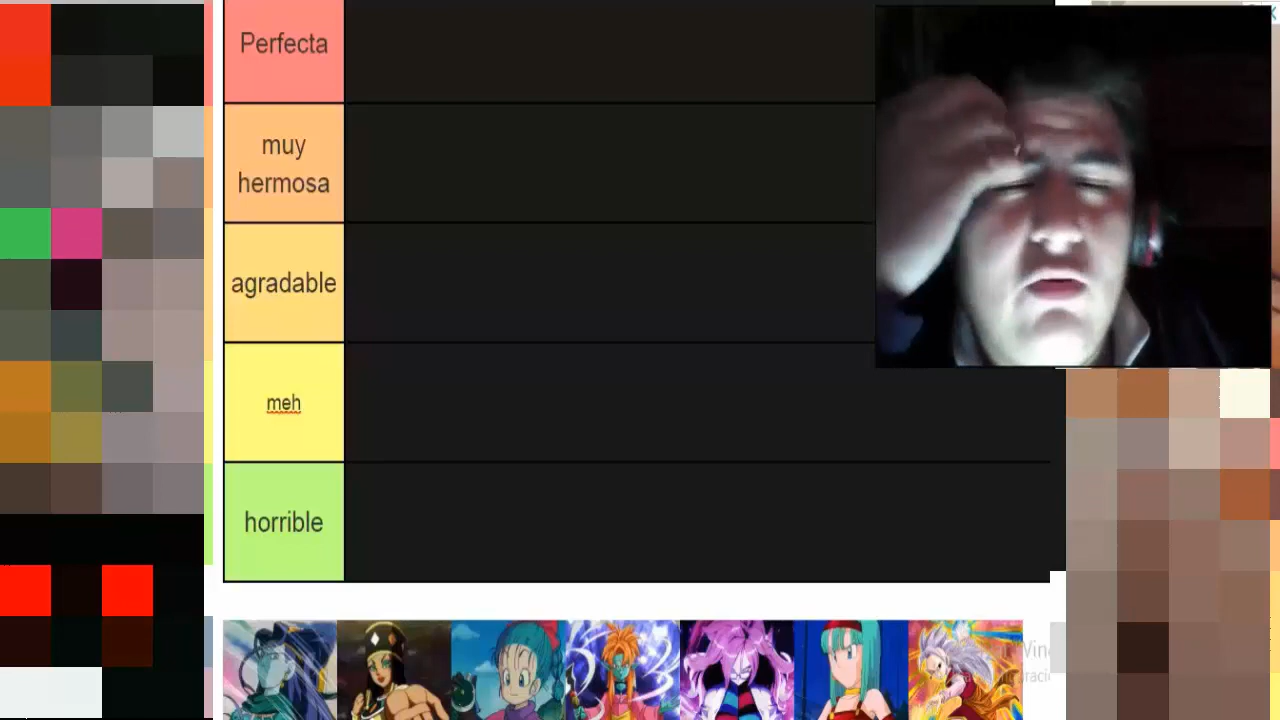 Perfecta
muy
hermosa
agradable
meh
horrible